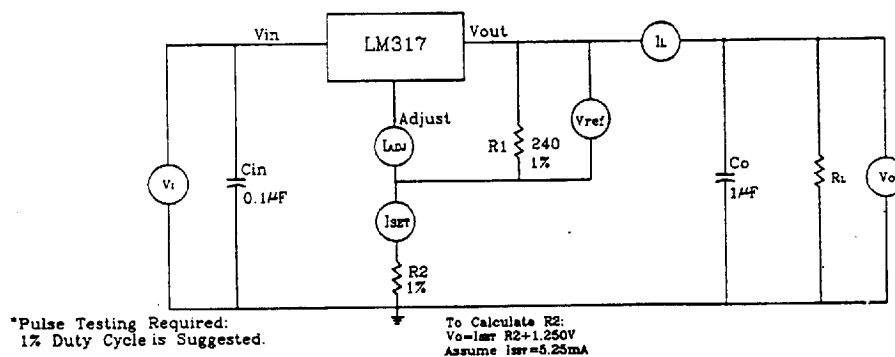 Vin
LM317
Vout
IL
Adjust
IADJ
R1
240
1%
Vref
Cin
0.1µF
VI
ISET
R2
1%
Co
1µF
RL
Vo
*Pulse Testing Required:
1% Duty Cycle is Suggested.
To Calculate R2:
Vo=ISET R2+1.250V
Assume ISET=5.25mA